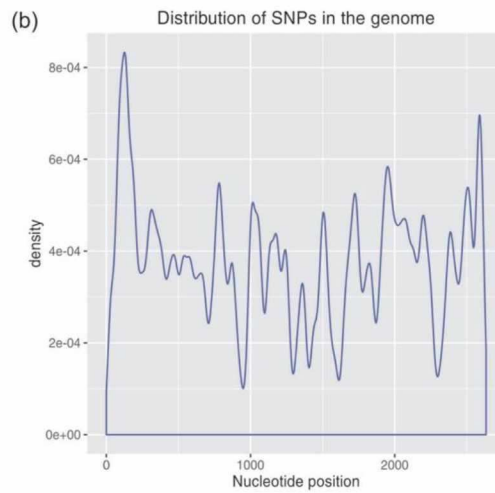 (b)
Distribution of SNPs in the genome
8e-04
6e-04
4e-04
2e-04
0e+00
density
0
1000
2000
Nucleotide position